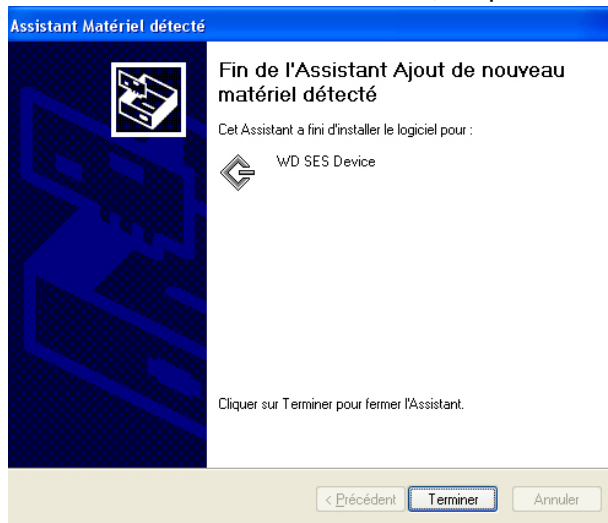 Assistant Matériel détecté
Fin de l'Assistant Ajout de nouveau
matériel détecté
Cet Assistant a fini d'installer le logiciel pour :
WD SES Device
Cliquer sur Terminer pour fermer l'Assistant.
< Précédent Terminer Annuler